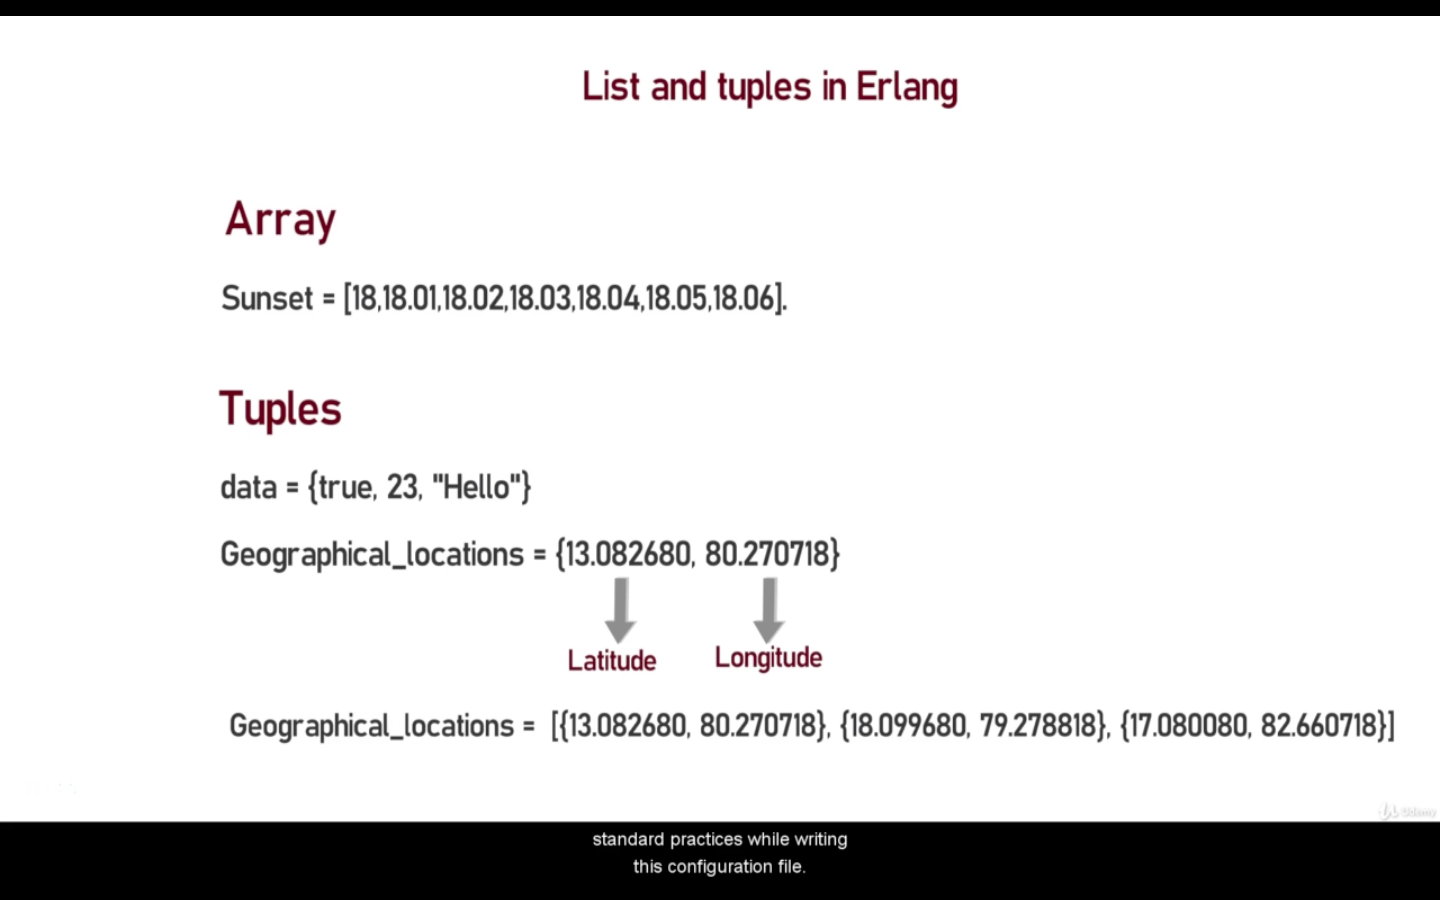 List and tuples in Erlang
Array
Sunset = [18,18.01,18.02,18.03,18.04,18.05,18.06].
Tuples
data = {true, 23, "Hello"}
Geographical_locations = {13.082680, 80.270718}
Latitude Longitude
Geographical_locations = [{13.082680, 80.270718}, {18.099680, 79.278818}, {17.080080, 82.660718}]
Udemy
standard practices while writing
this configuration file.